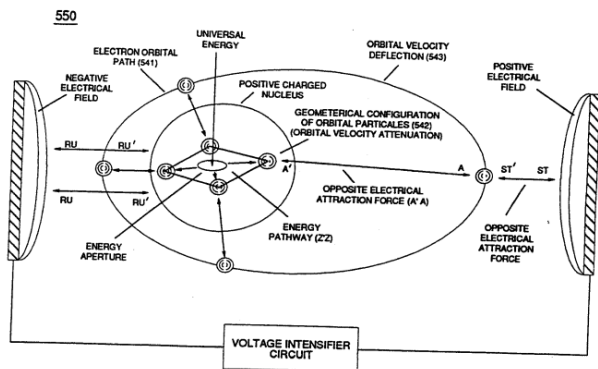 550
UNIVERSAL
ENERGY
ELECTRON ORBITAL
PATH (541)
ORBITAL VELOCITY
DEFLECTION (543)
NEGATIVE
ELECTRICAL
FIELD
POSITIVE CHARGED
NUCLEUS
POSITIVE
ELECTRICAL
FIELD
GEOMETERICAL CONFIGURATION
OF ORBITAL PARTICALES (542)
(ORBITAL VELOCITY ATTENUATION)
RU RU'
A' A
ST' ST
RU RU'
OPPOSITE ELECTRICAL
ATTRACTION FORCE (A' A)
ENERGY
APERTURE
ENERGY
PATHWAY (Z'Z)
OPPOSITE
ELECTRICAL
ATTRACTION
FORCE
VOLTAGE INTENSIFIER
CIRCUIT